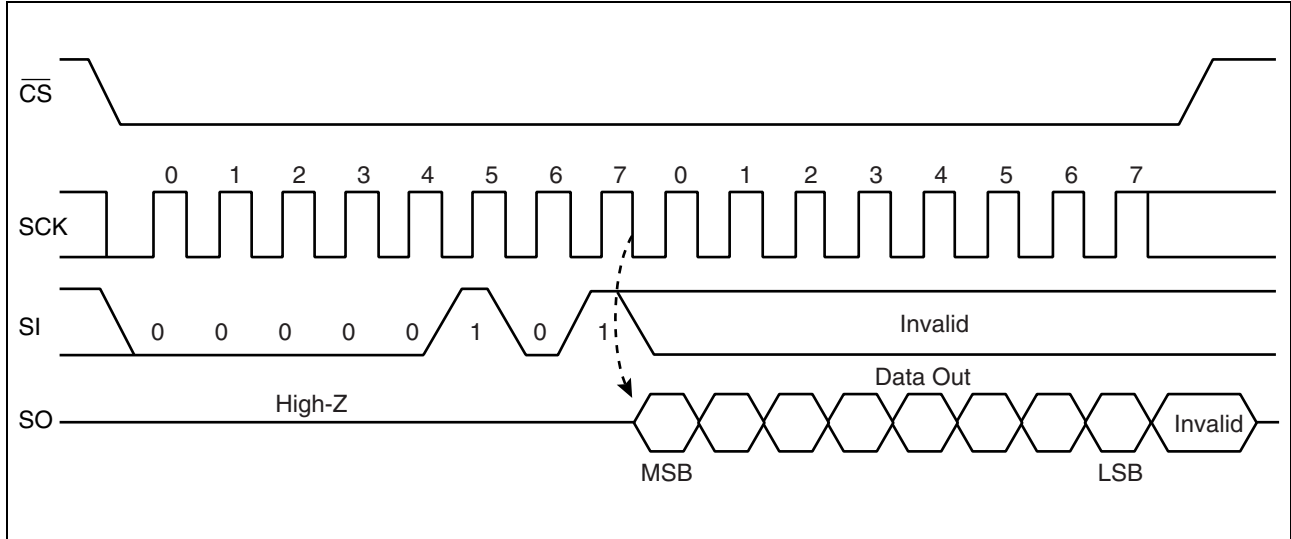 CS
0 1 2 3 4 5 6 7 0 1 2 3 4 5 6 7
SCK
SI 0 0 0 0 0 1 0 1 Invalid
Data Out
High-Z
SO Invalid
MSB LSB